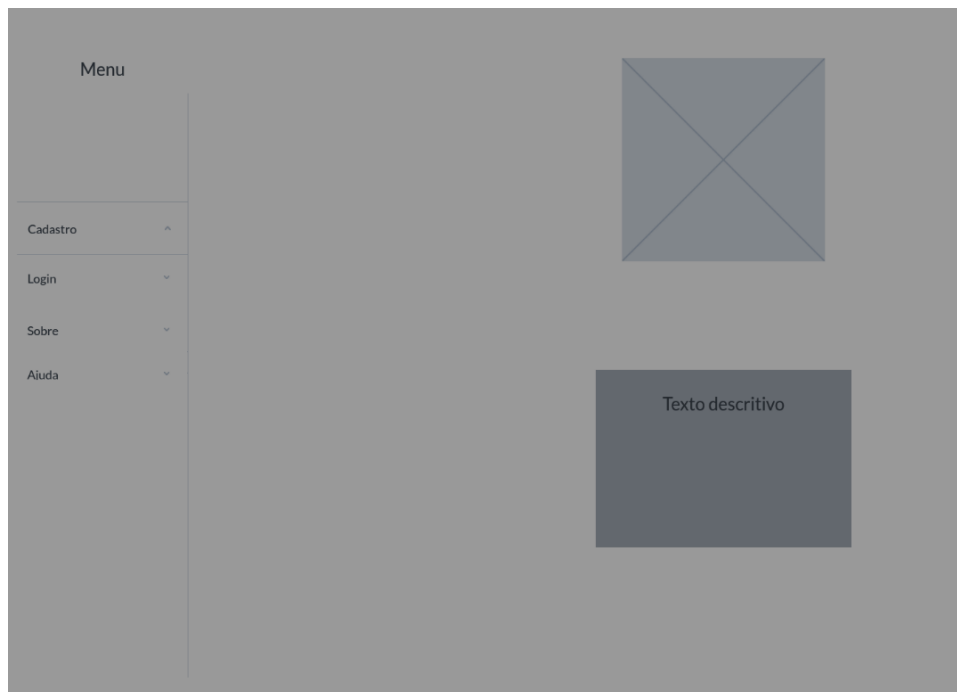 Menu
Cadastro
Login
Sobre
Ajuda
Texto descritivo